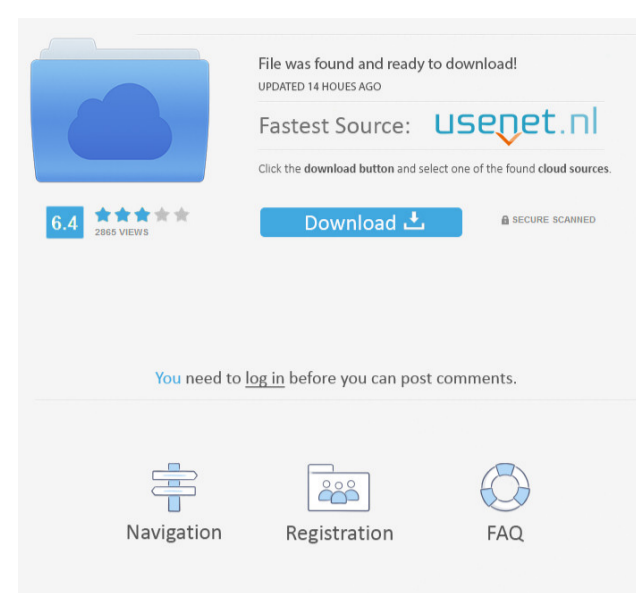 File was found and ready to download!
UPDATED 14 HOUES AGO
Fastest Source: usenet.nl
Click the download button and select one of the found cloud sources.
6.4
2865 VIEWS
Download
SECURE SCANNED
You need to log in before you can post comments.
Navigation
Registration
FAQ